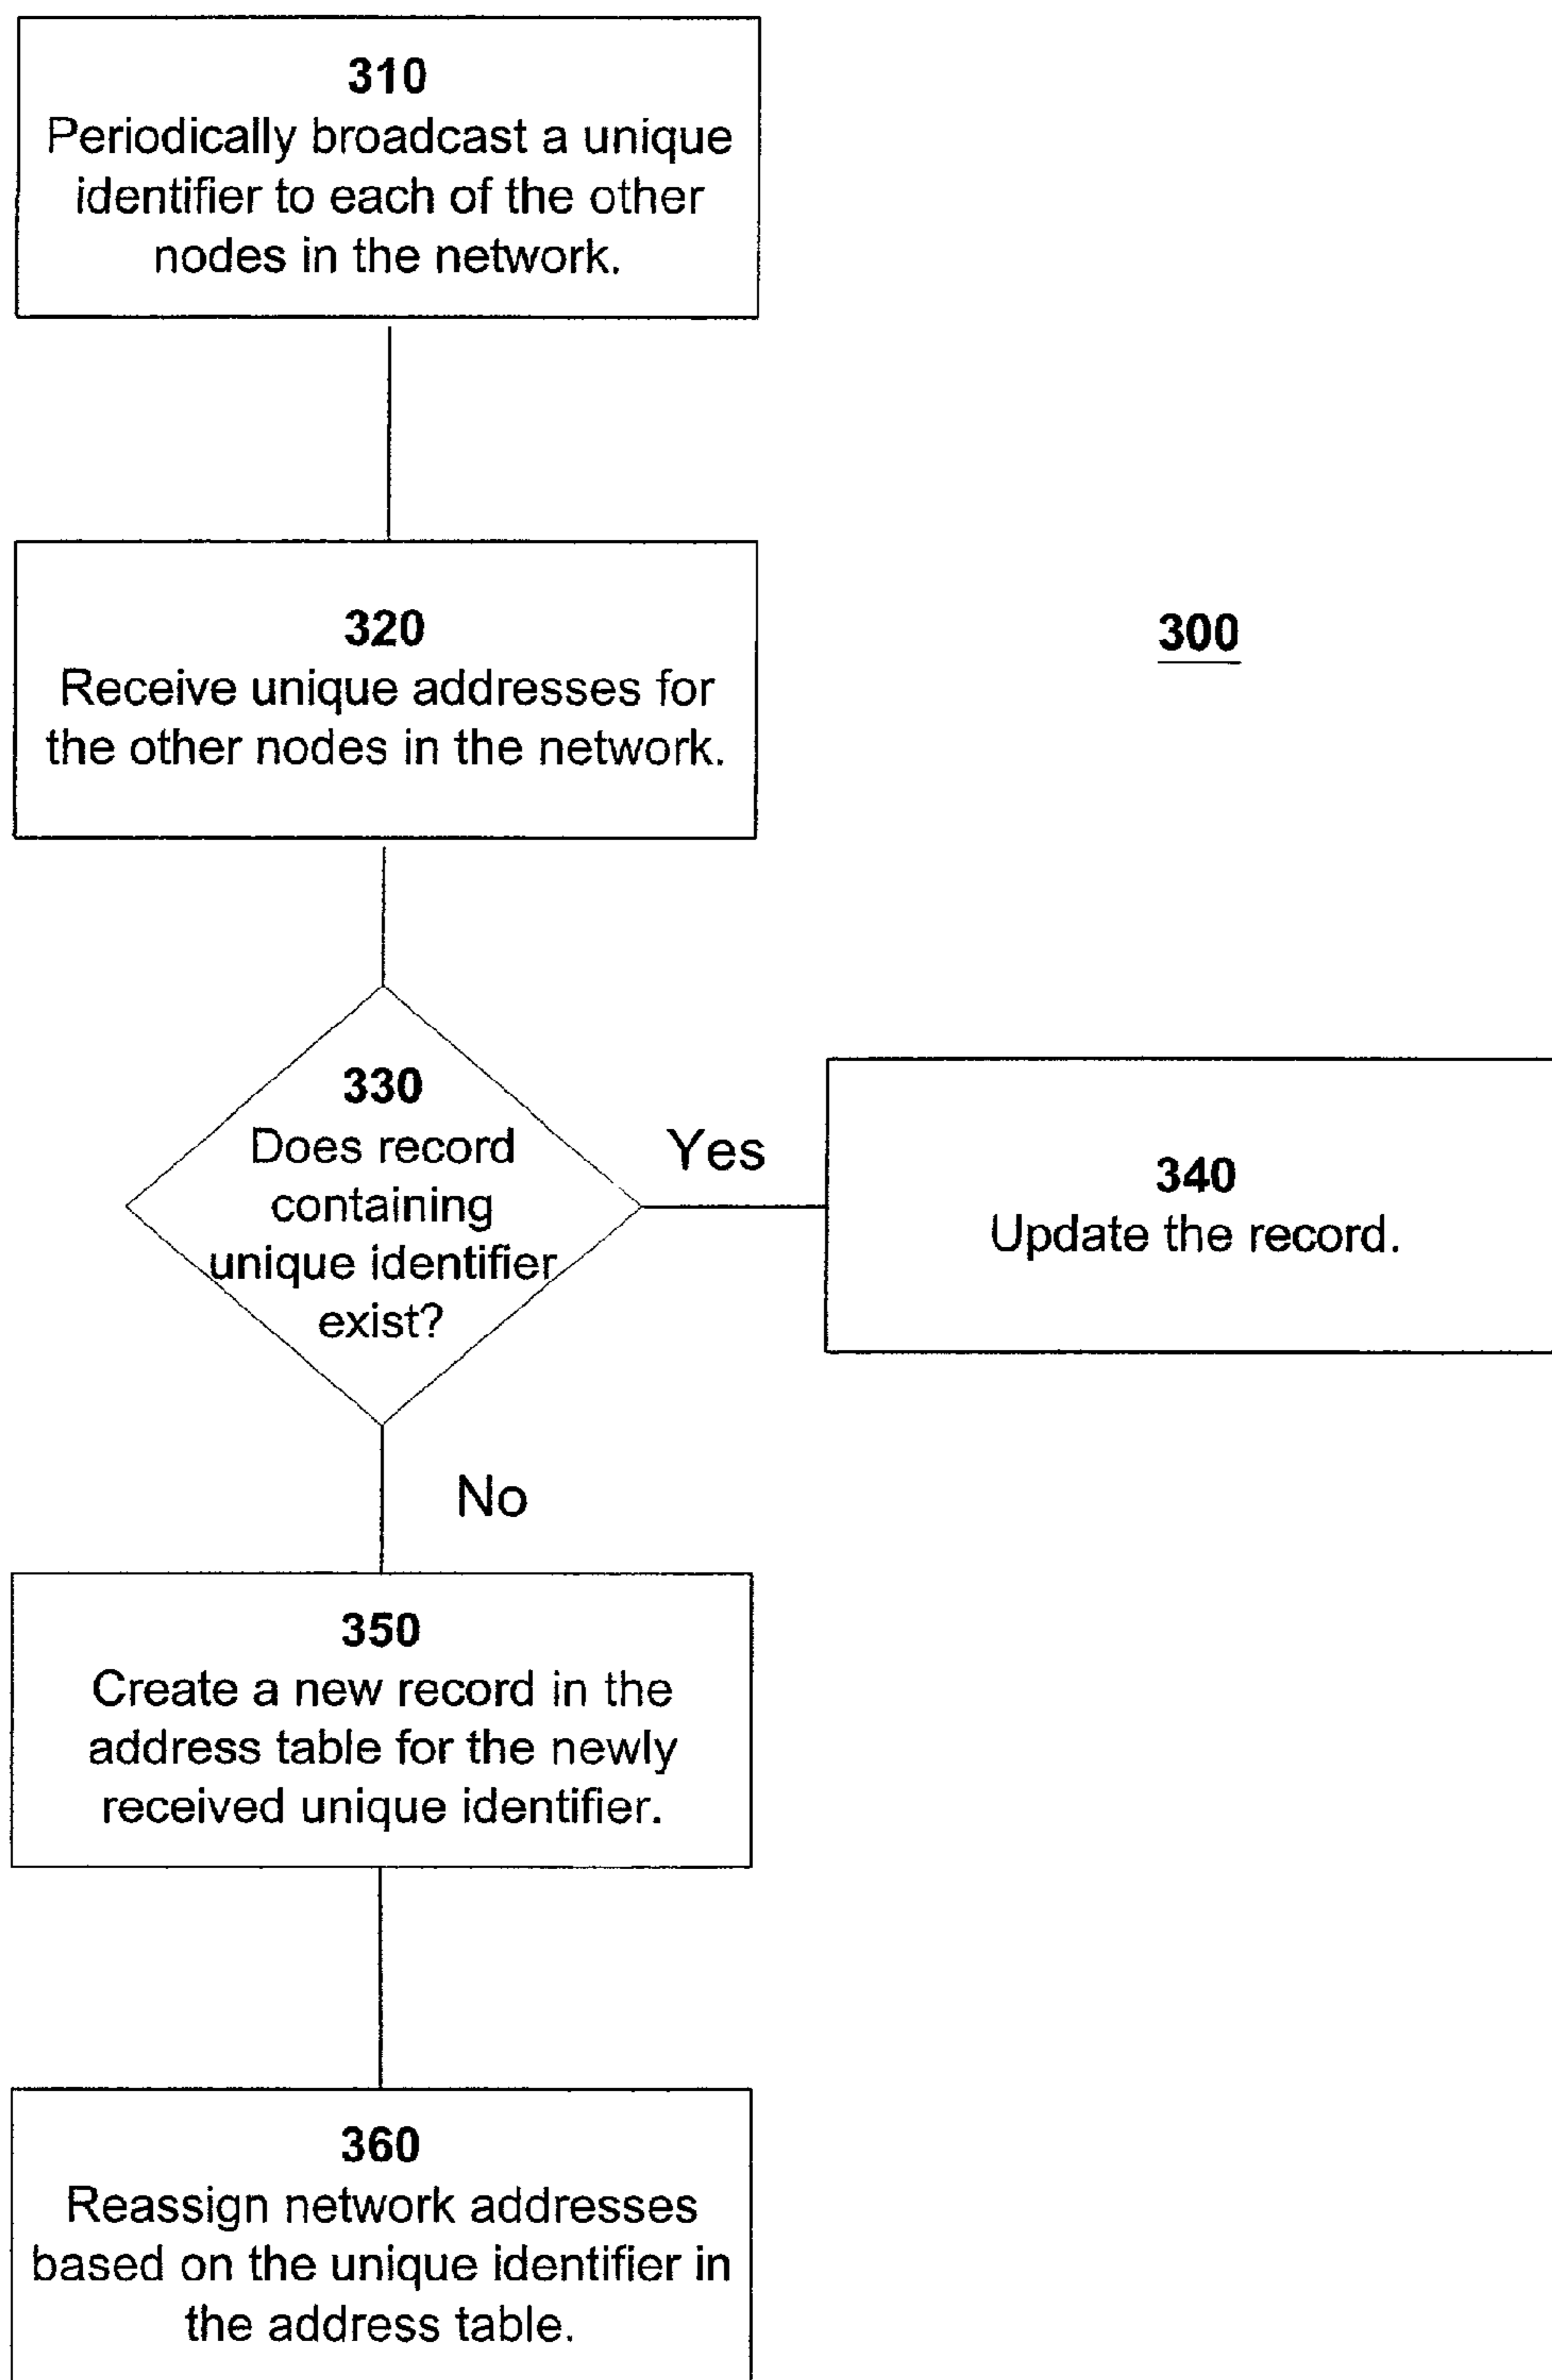 310
Periodically broadcast a unique
identifier to each of the other
nodes in the network.
320
Receive unique addresses for
the other nodes in the network.
300
330
Does record
containing
unique identifier
exist?
Yes
340
Update the record.
No
350
Create a new record in the
address table for the newly
received unique identifier.
360
Reassign network addresses
based on the unique identifier in
the address table.